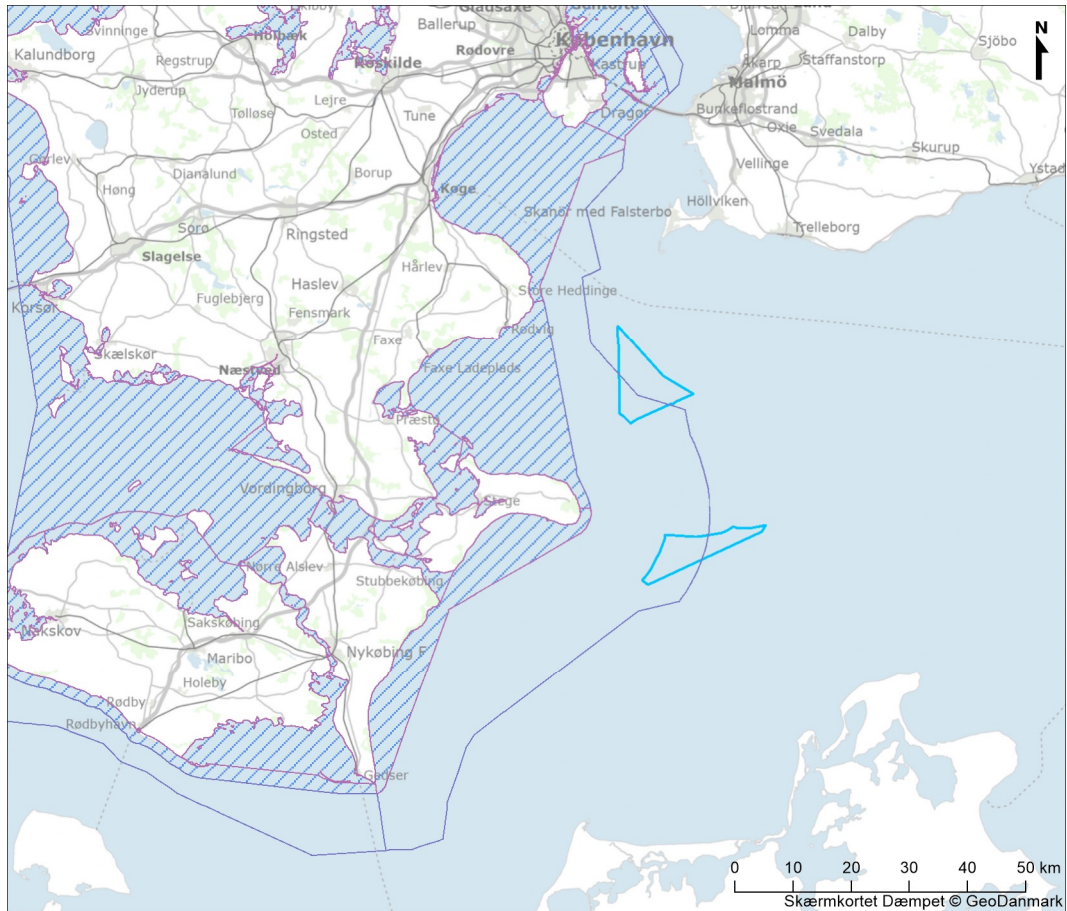 Skibby
Ballerup
Gladsaxe
Gentofte
Lomma
Lund
Dalby
Sjöbo
Svinninge
Holbæk
Rødovre
København
Staffanstorp
Kalundborg
Regstrup
Roskilde
Kastrup
Åkarp
Malmö
Jyderup
Lejre
Tølløse
Tune
Dragør
Bunkeflostrand
Oxie
Svedala
Osted
Skurup
Gørlev
Dianalund
Borup
Vellinge
Ystad
Høng
Køge
Höllviken
Skanör med Falsterbo
Sorø
Ringsted
Trelleborg
Slagelse
Hårlev
Haslev
Store Heddinge
Korsør
Fuglebjerg
Fensmark
Rødvig
Faxe
Skælskør
Næstved
Faxe Ladeplads
Præstø
Vordingborg
Stege
Nørre Alslev
Stubbekøbing
Nakskov
Sakskøbing
Maribo
Nykøbing F
Holeby
Rødby
Rødbyhavn
Gedser
N
0 10 20 30 40 50 km
Skærmkortet Dæmpet © GeoDanmark